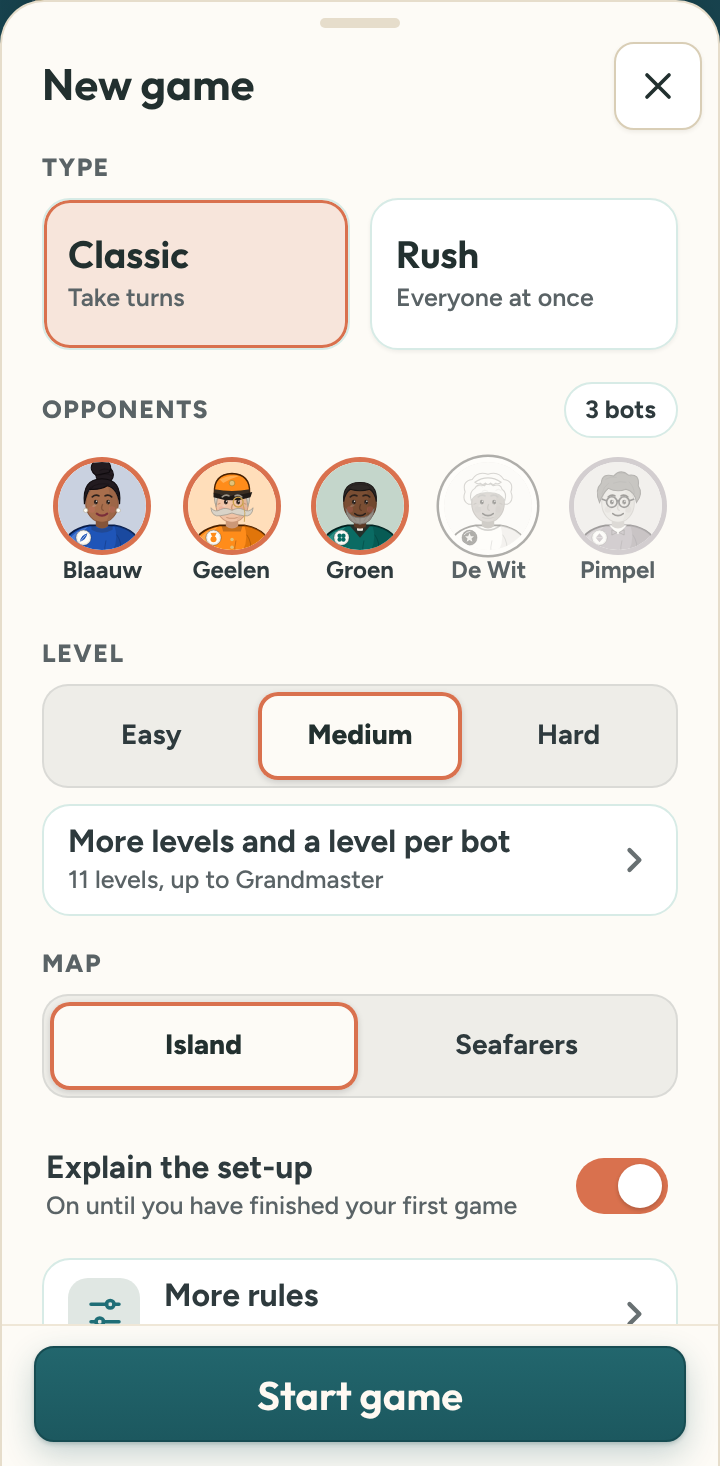 New game
TYPE
Classic
Take turns
Rush
Everyone at once
OPPONENTS
3 bots
Blaauw
Geelen
Groen
De Wit
Pimpel
LEVEL
Easy
Medium
Hard
More levels and a level per bot
11 levels, up to Grandmaster
MAP
Island
Seafarers
Explain the set-up
On until you have finished your first game
More rules
Start game